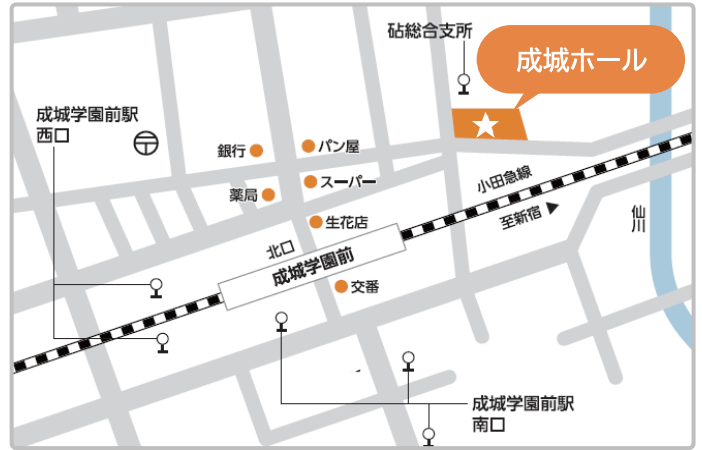 砧総合支所
成城ホール
成城学園前駅
西口
銀行
パン屋
薬局
スーパー
小田急線
至新宿
仙川
生花店
北口
成城学園前
交番
成城学園前駅
南口